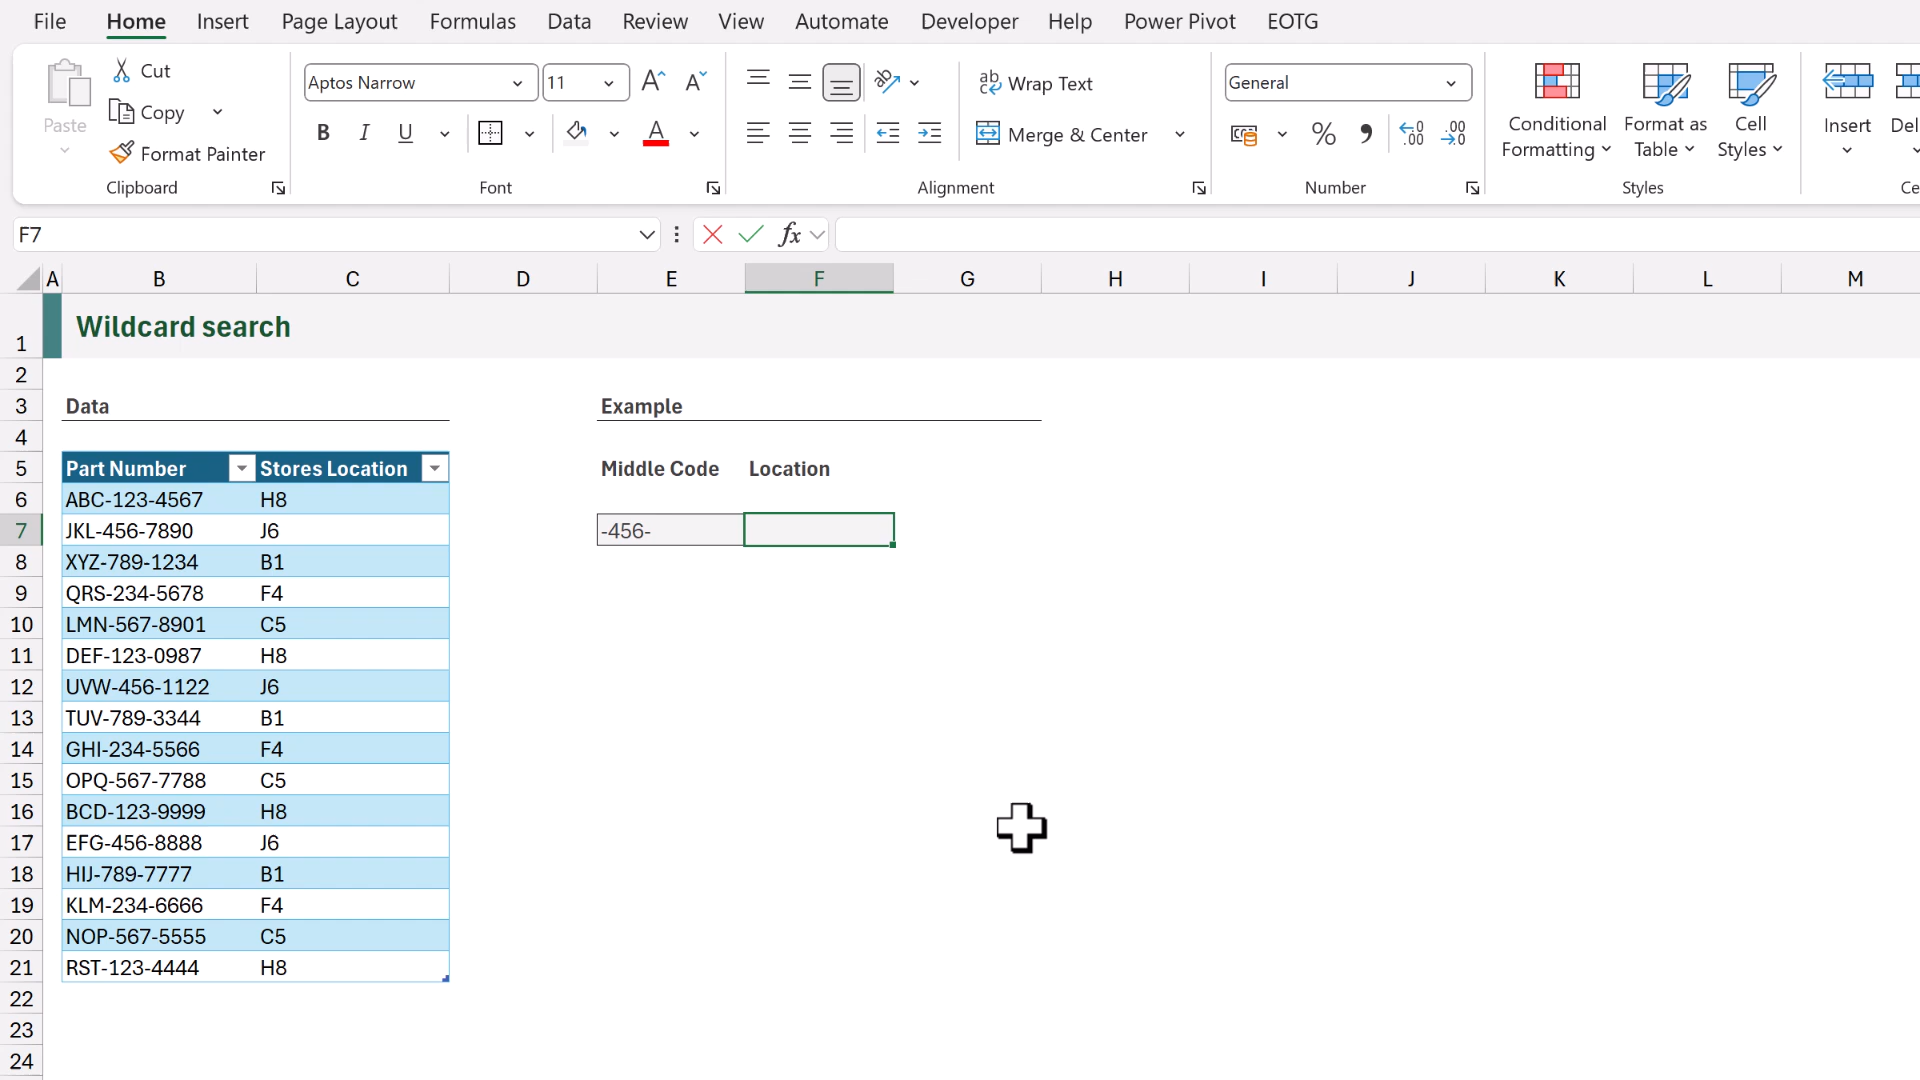 File Home Insert Page Layout Formulas Data Review View Automate Developer Help Power Pivot EOTG
Paste
Cut
Copy
Format Painter
Clipboard
Aptos Narrow 11 A A
B I U A
Font
ab Wrap Text
Merge & Center
Alignment
General
% , .00 .00
Number
Conditional Formatting
Format as Table
Cell Styles
Styles
Insert
Del
Ce
F7 fx
A B C D E F G H I J K L M
1 Wildcard search
2
3 Data Example
4
5 Part Number Stores Location Middle Code Location
6 ABC-123-4567 H8
7 JKL-456-7890 J6 -456-
8 XYZ-789-1234 B1
9 QRS-234-5678 F4
10 LMN-567-8901 C5
11 DEF-123-0987 H8
12 UVW-456-1122 J6
13 TUV-789-3344 B1
14 GHI-234-5566 F4
15 OPQ-567-7788 C5
16 BCD-123-9999 H8
17 EFG-456-8888 J6
18 HIJ-789-7777 B1
19 KLM-234-6666 F4
20 NOP-567-5555 C5
21 RST-123-4444 H8
22
23
24